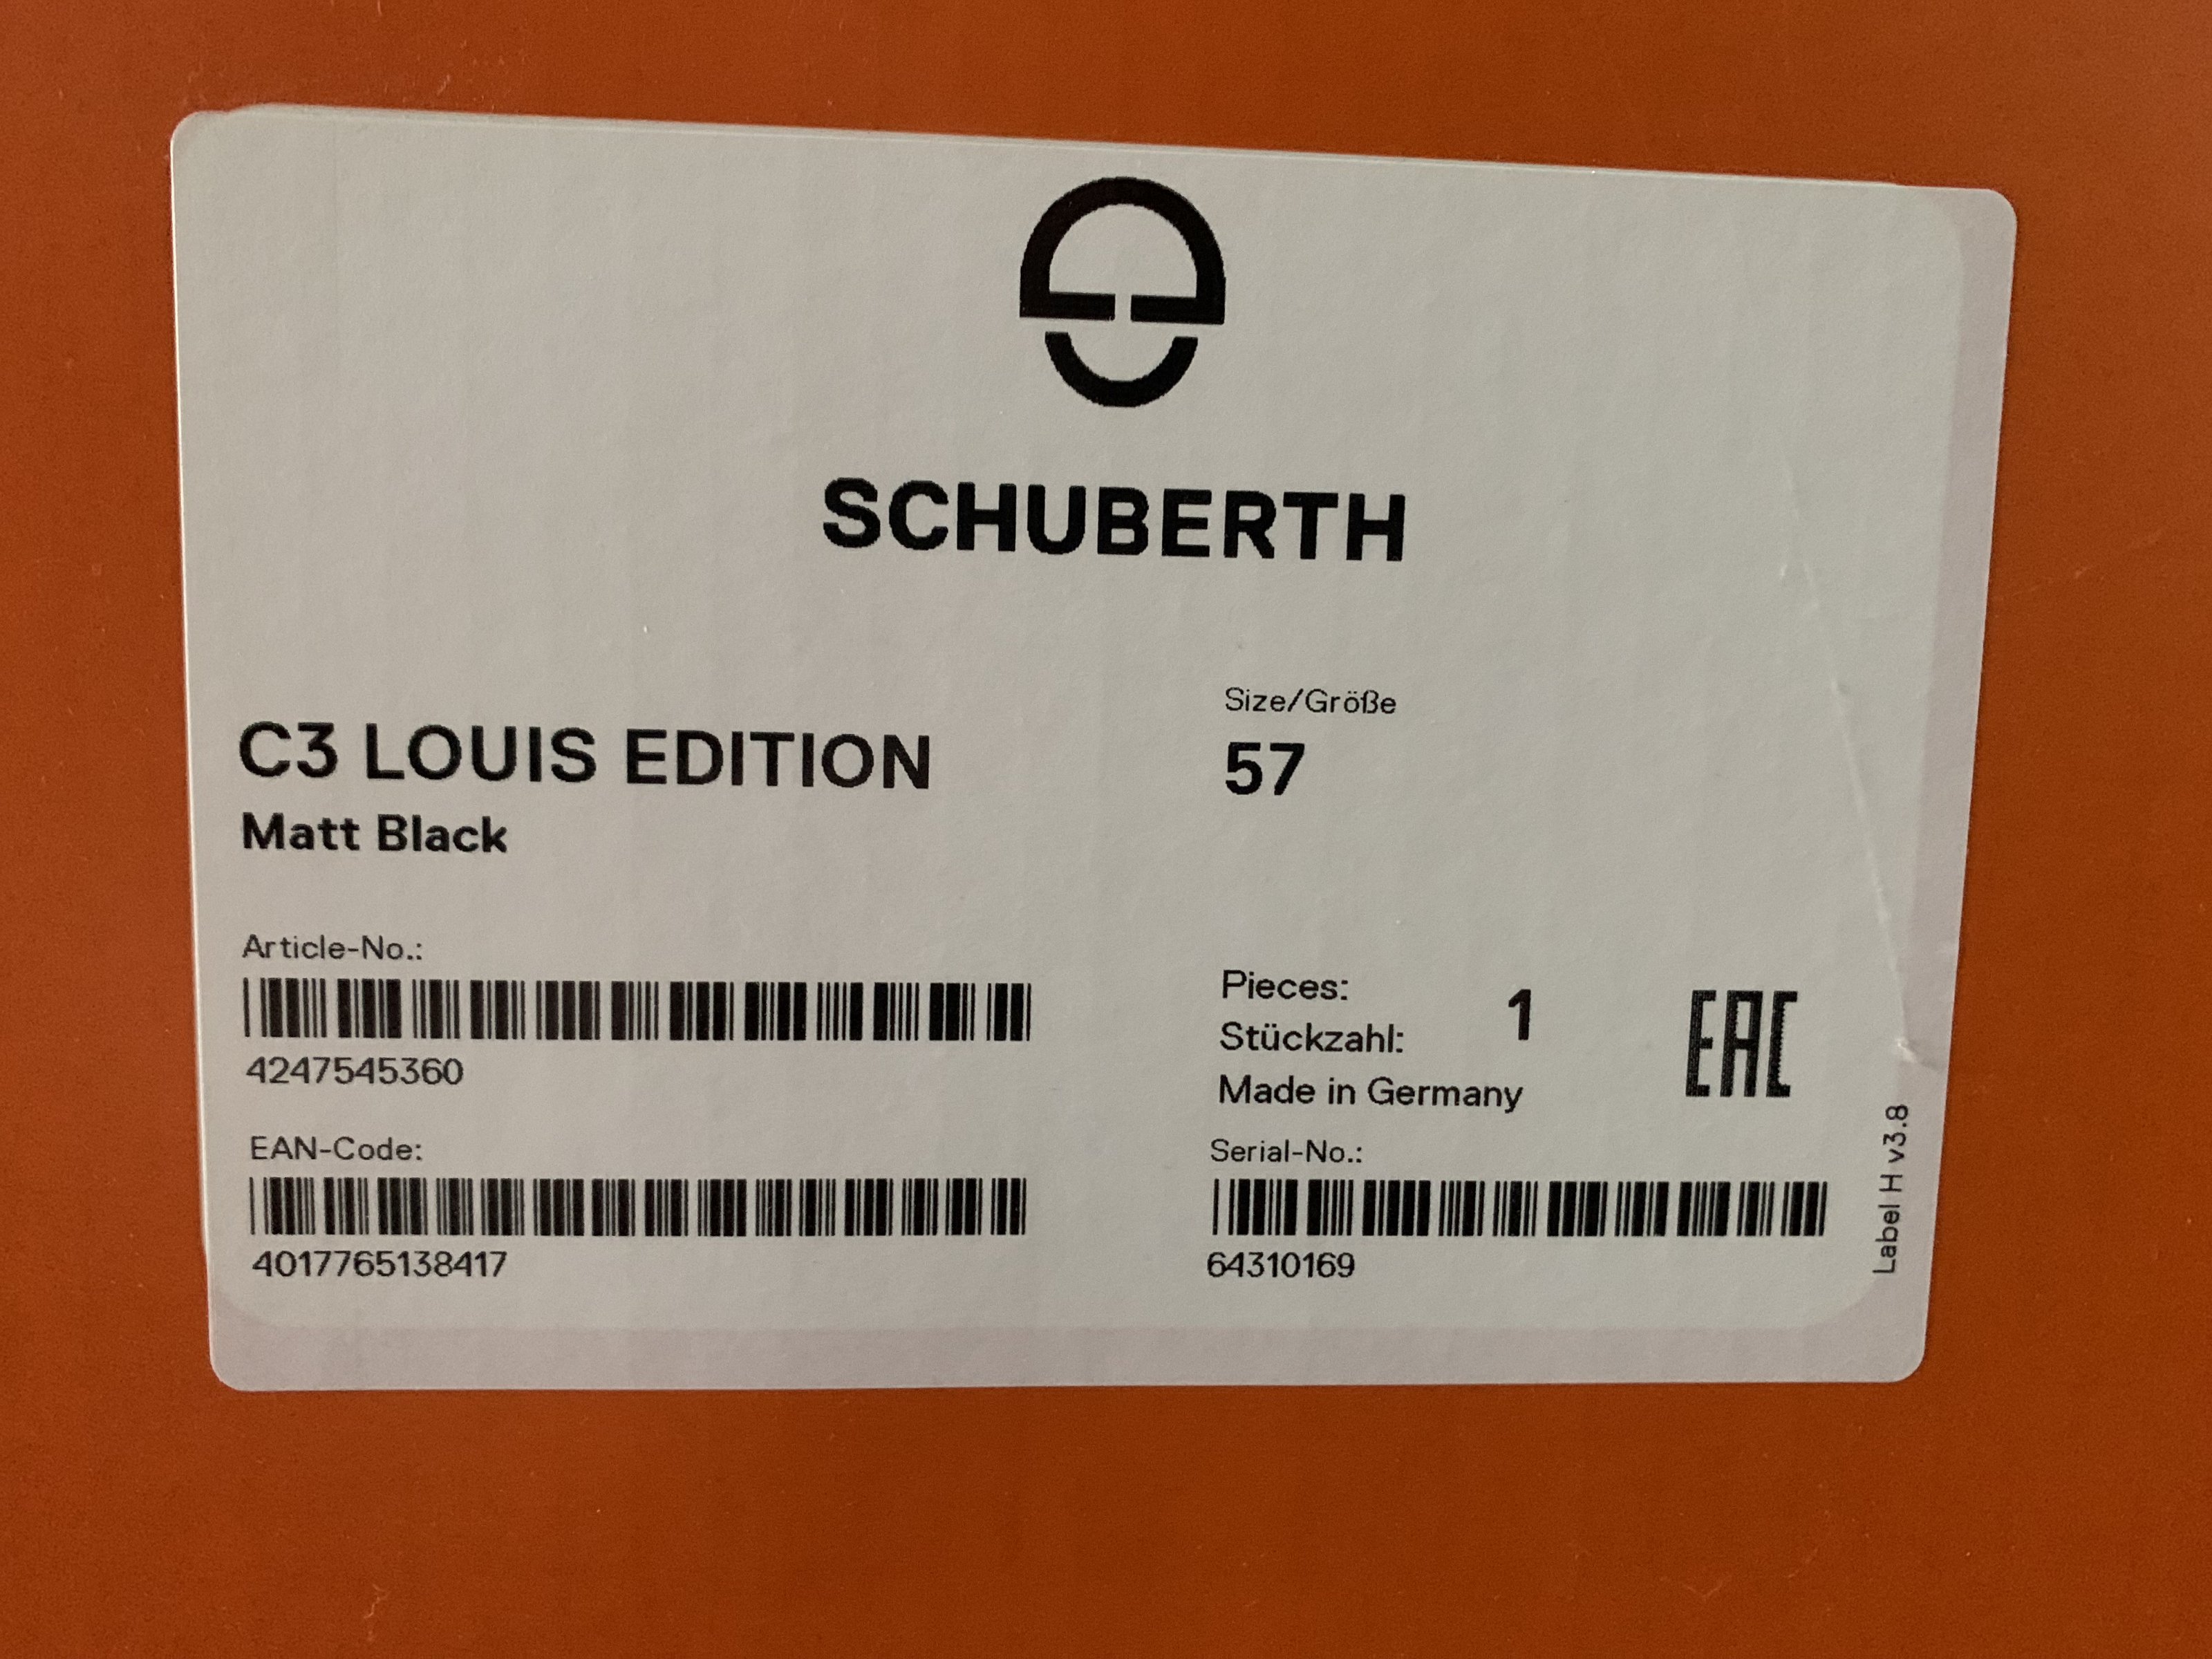 SCHUBERTH
C3 LOUIS EDITION
Matt Black
Size/Größe
57
Article-No.:
4247545360
EAN-Code:
4017765138417
Pieces:
Stückzahl:
1
Made in Germany
EAC
Serial-No.:
64310169
Label H v3.8